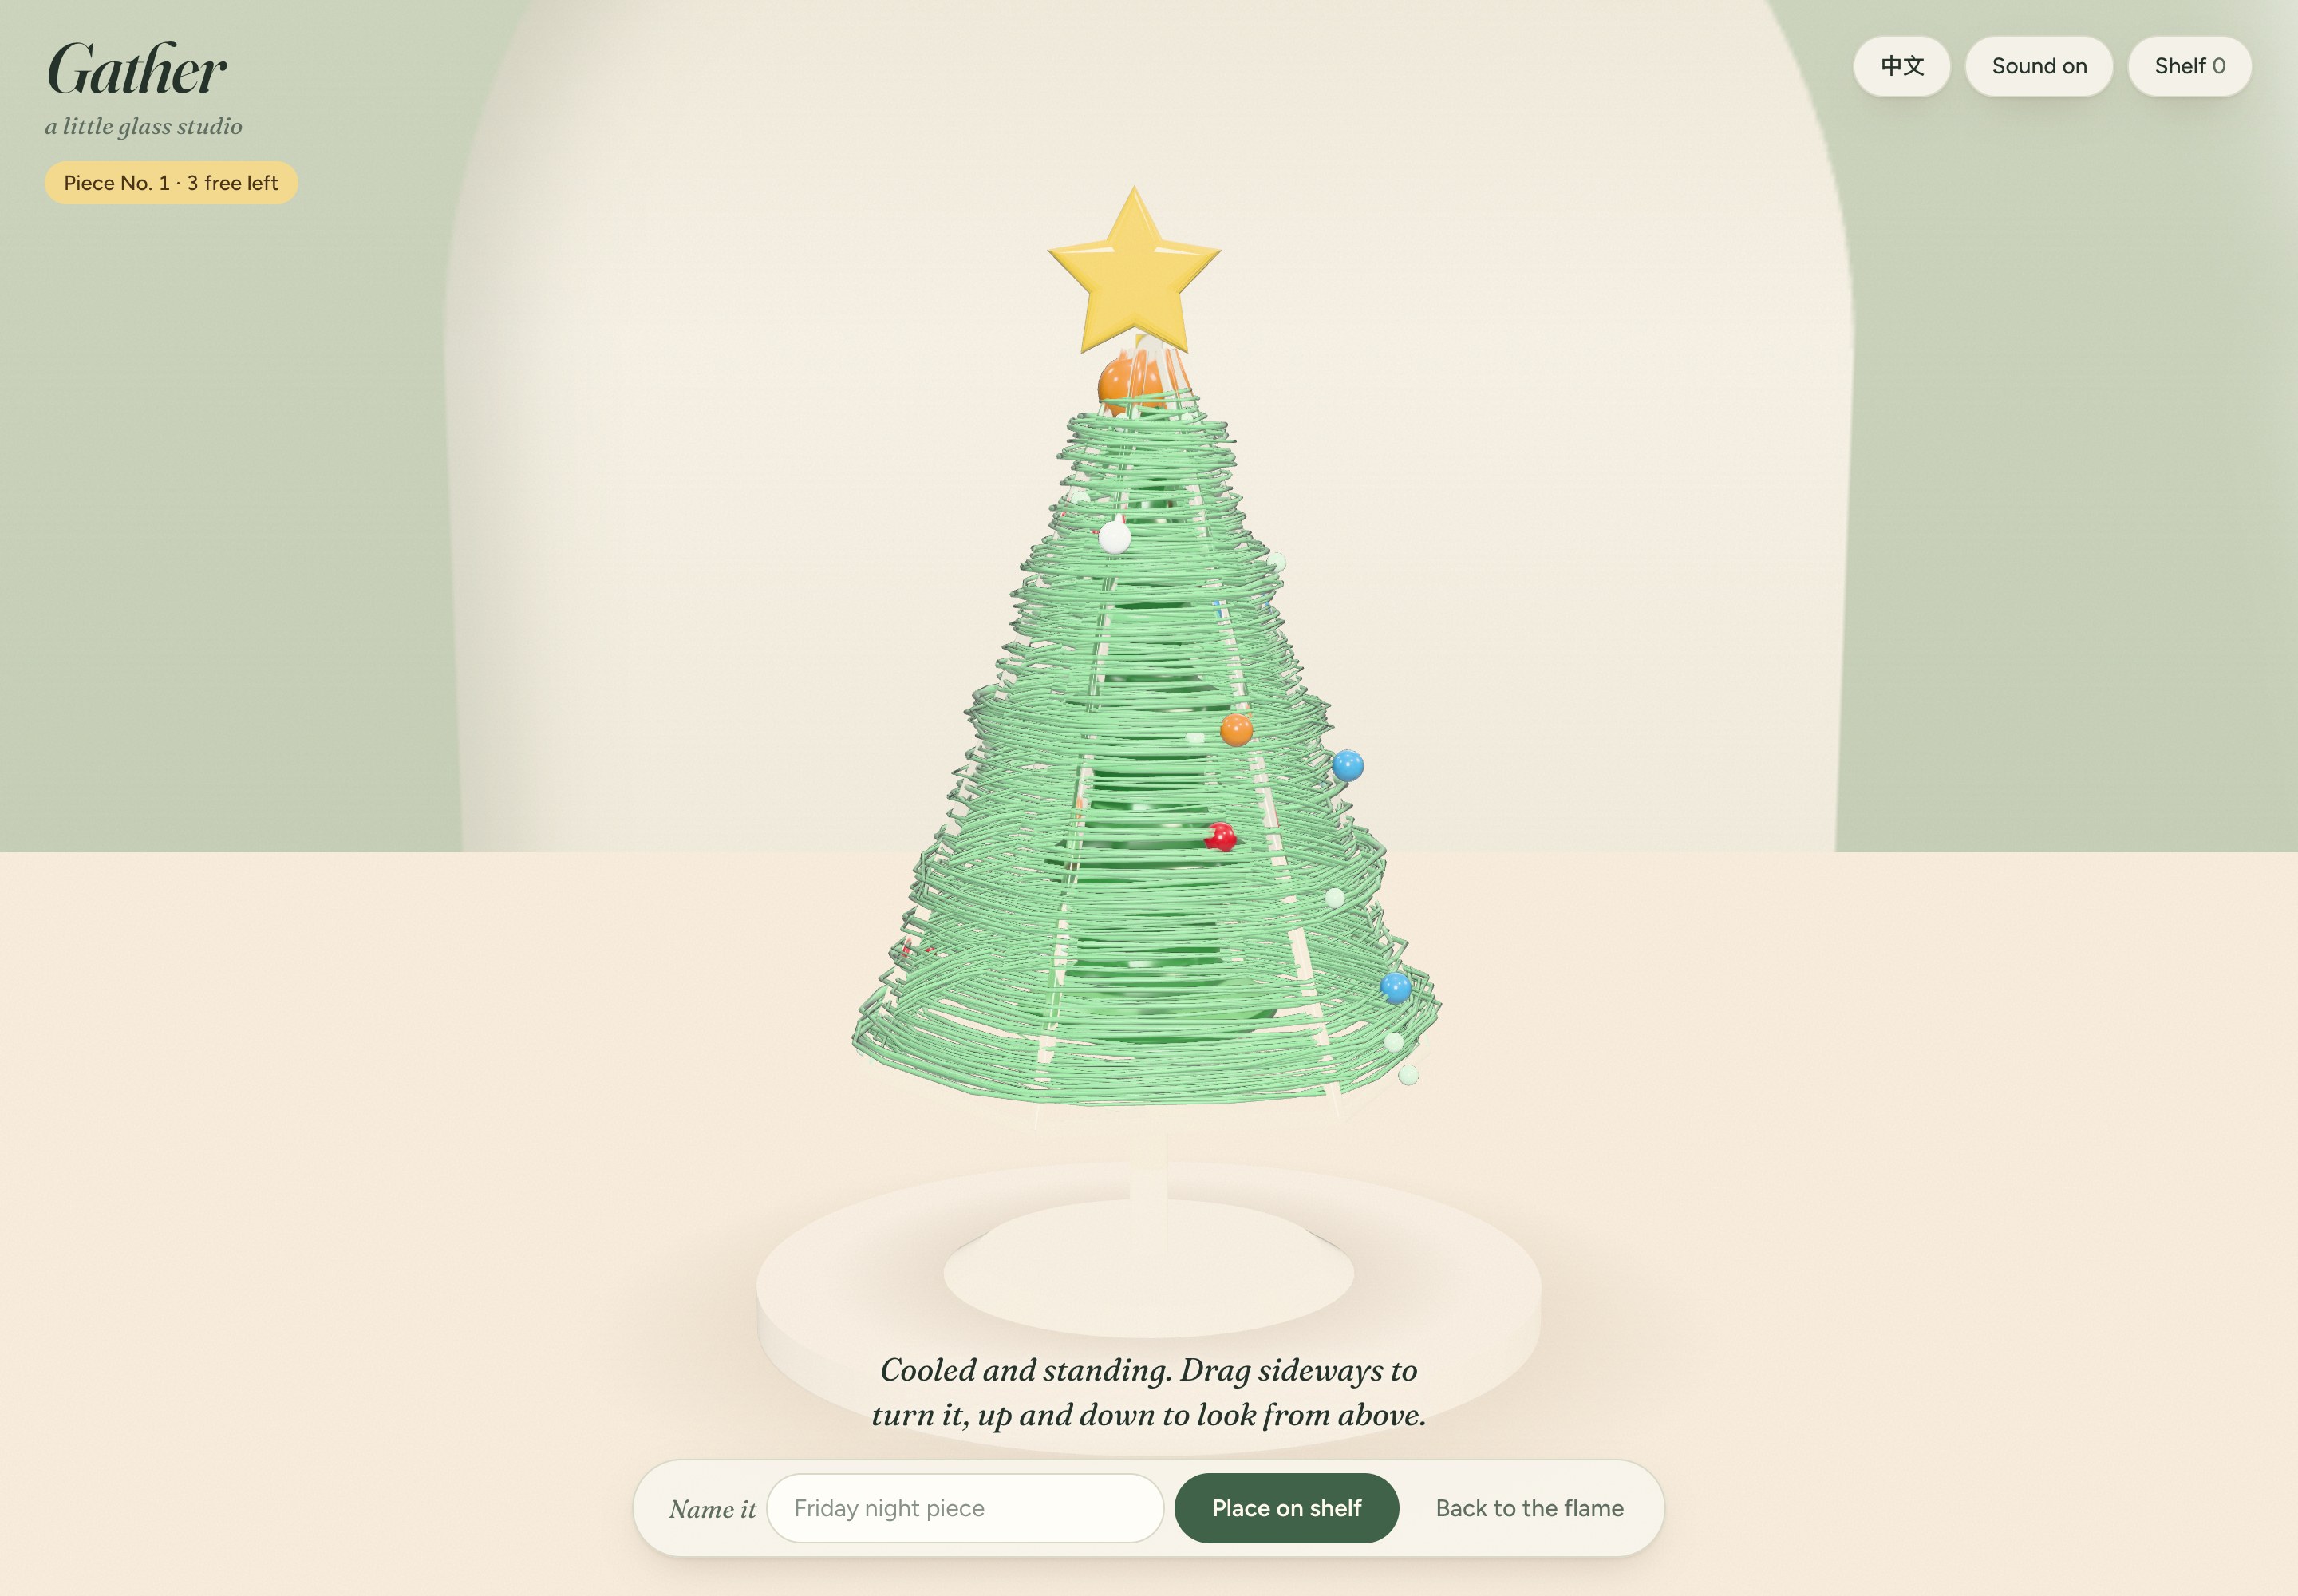 Gather
a little glass studio
Piece No. 1 · 3 free left
中文
Sound on
Shelf 0
Cooled and standing. Drag sideways to
turn it, up and down to look from above.
Name it
Friday night piece
Place on shelf
Back to the flame